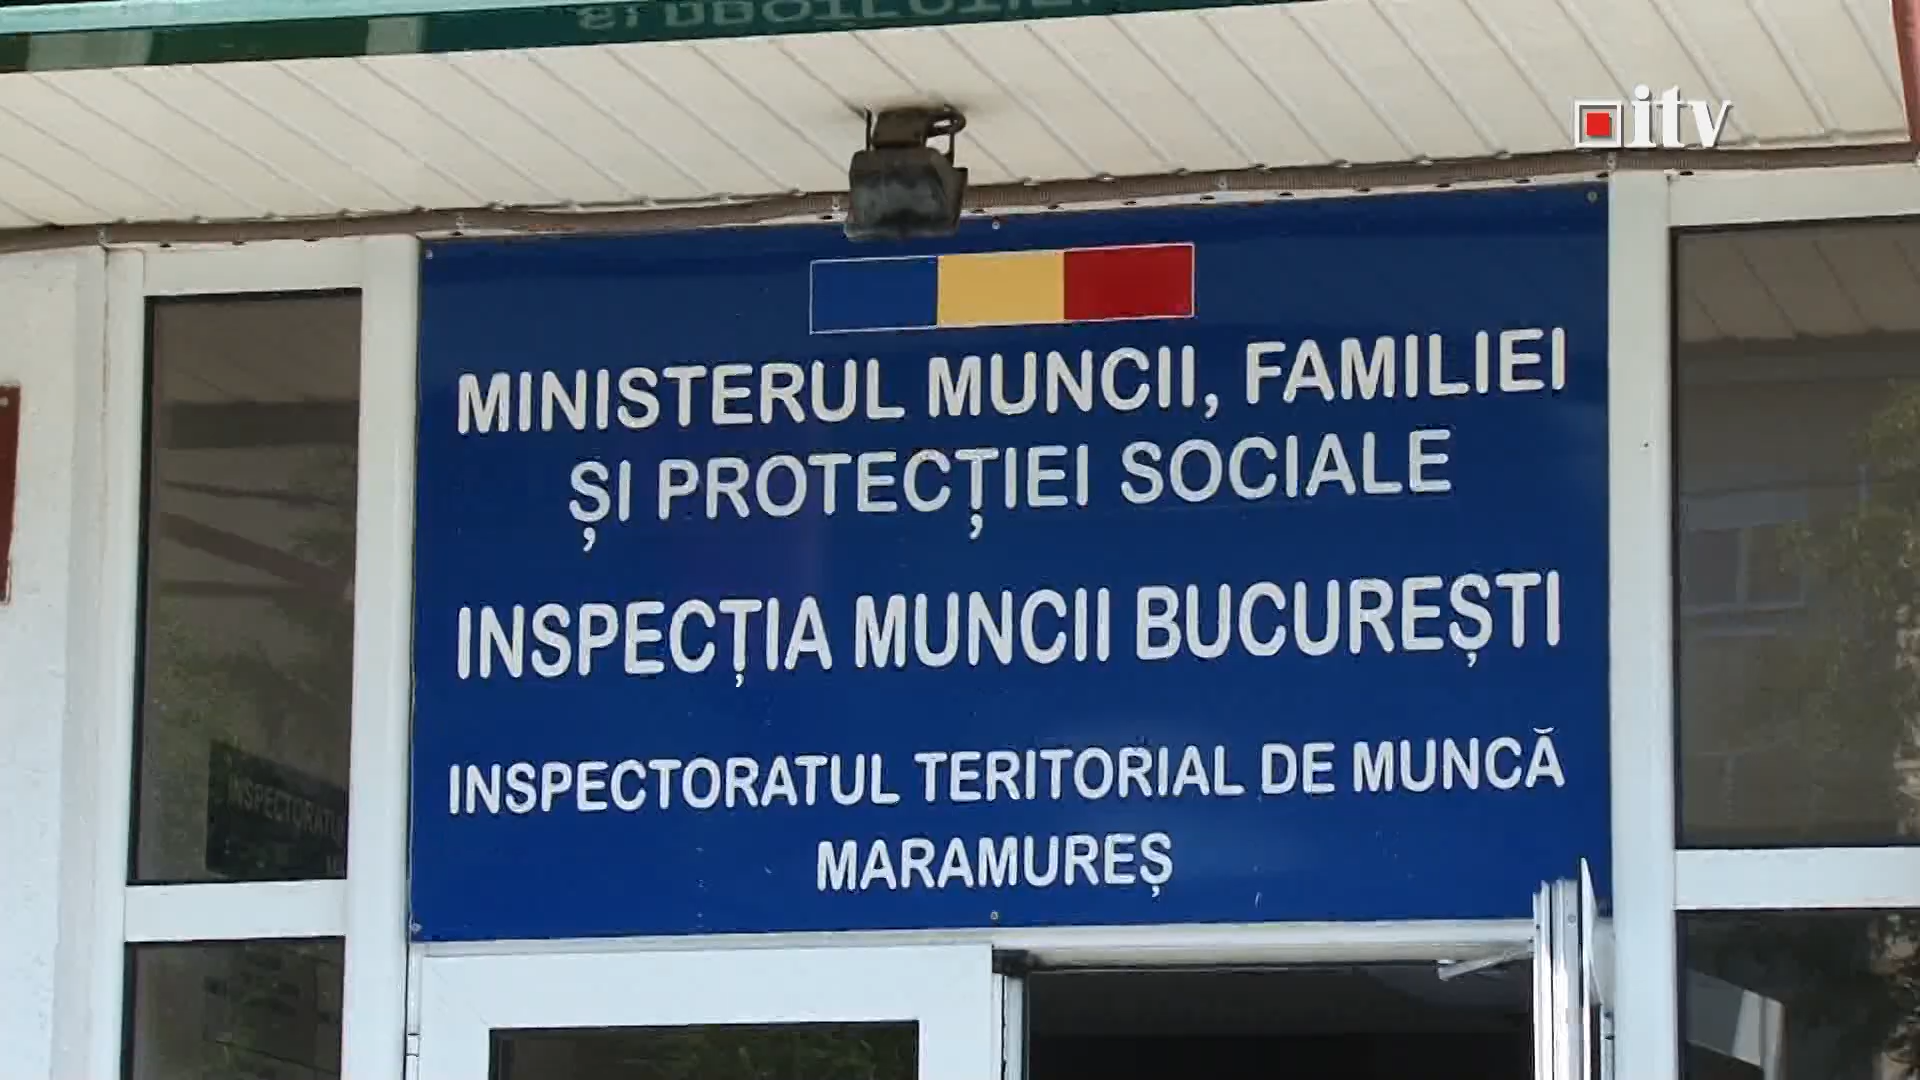 itv
MINISTERUL MUNCII, FAMILIEI
ȘI PROTECȚIEI SOCIALE
INSPECȚIA MUNCII BUCUREȘTI
INSPECTORATUL TERITORIAL DE MUNCĂ
MARAMUREȘ